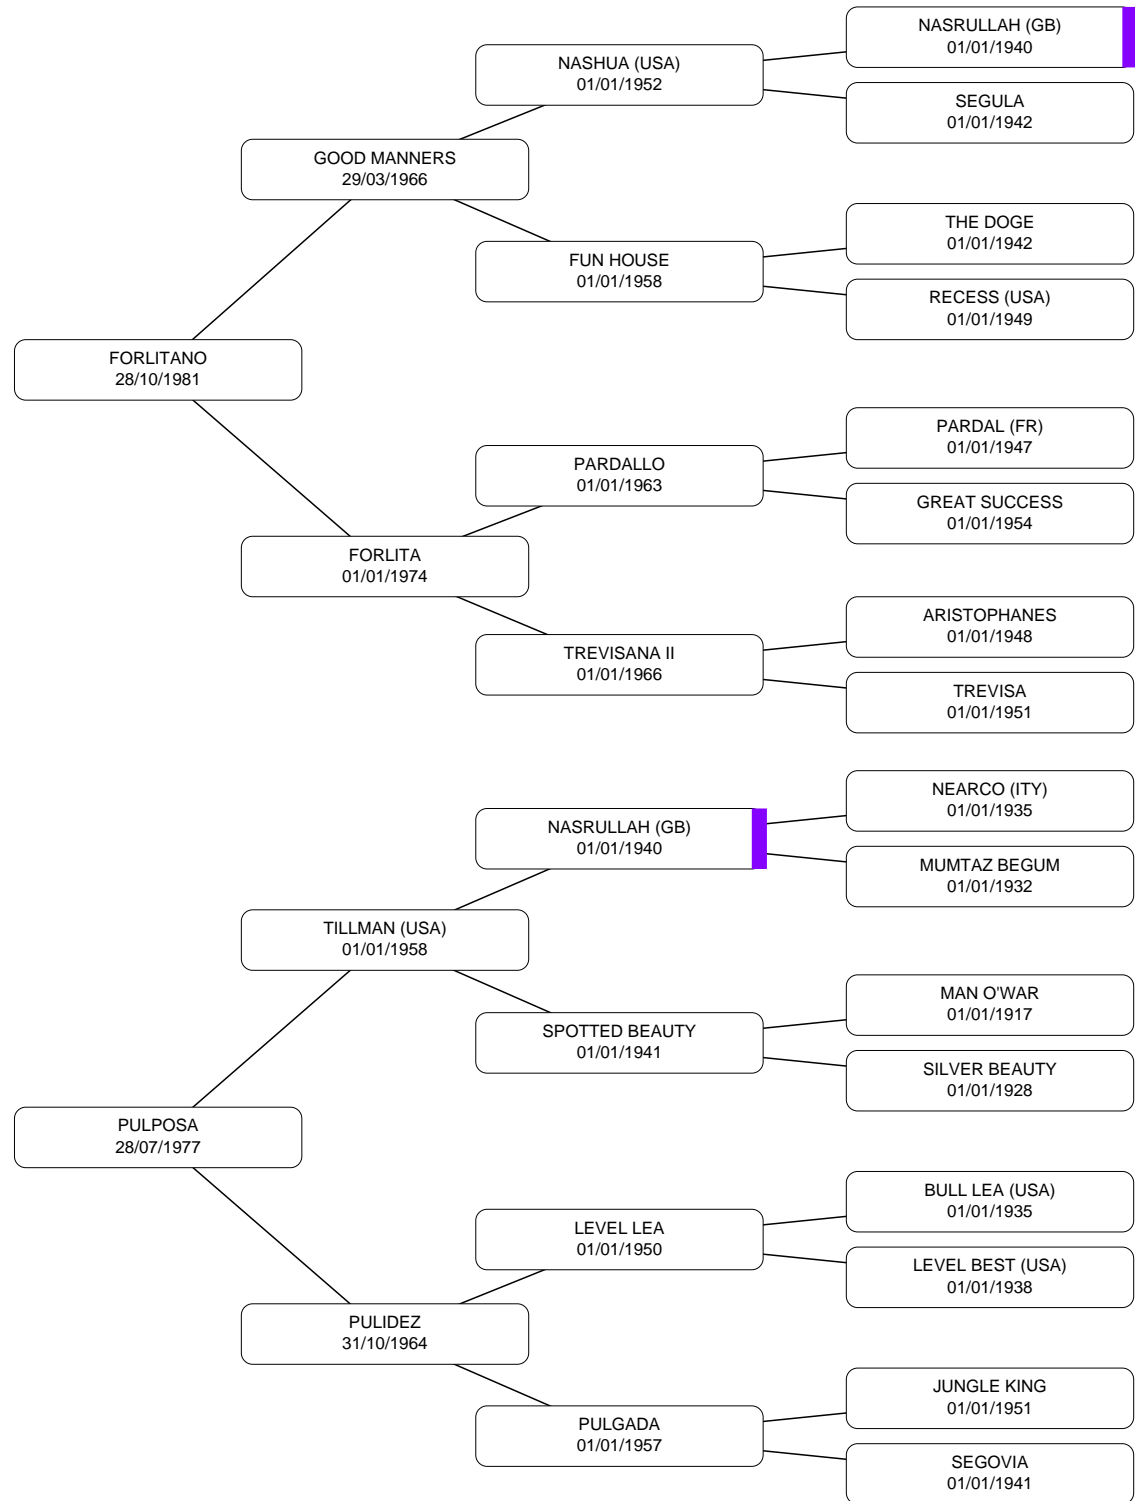 NASRULLAH (GB)
01/01/1940
NASHUA (USA)
01/01/1952
SEGULA
01/01/1942
GOOD MANNERS
29/03/1966
THE DOGE
01/01/1942
FUN HOUSE
01/01/1958
RECESS (USA)
01/01/1949
FORLITANO
28/10/1981
PARDAL (FR)
01/01/1947
PARDALLO
01/01/1963
GREAT SUCCESS
01/01/1954
FORLITA
01/01/1974
ARISTOPHANES
01/01/1948
TREVISANA II
01/01/1966
TREVISA
01/01/1951
NEARCO (ITY)
01/01/1935
NASRULLAH (GB)
01/01/1940
MUMTAZ BEGUM
01/01/1932
TILLMAN (USA)
01/01/1958
MAN O'WAR
01/01/1917
SPOTTED BEAUTY
01/01/1941
SILVER BEAUTY
01/01/1928
PULPOSA
28/07/1977
BULL LEA (USA)
01/01/1935
LEVEL LEA
01/01/1950
LEVEL BEST (USA)
01/01/1938
PULIDEZ
31/10/1964
JUNGLE KING
01/01/1951
PULGADA
01/01/1957
SEGOVIA
01/01/1941